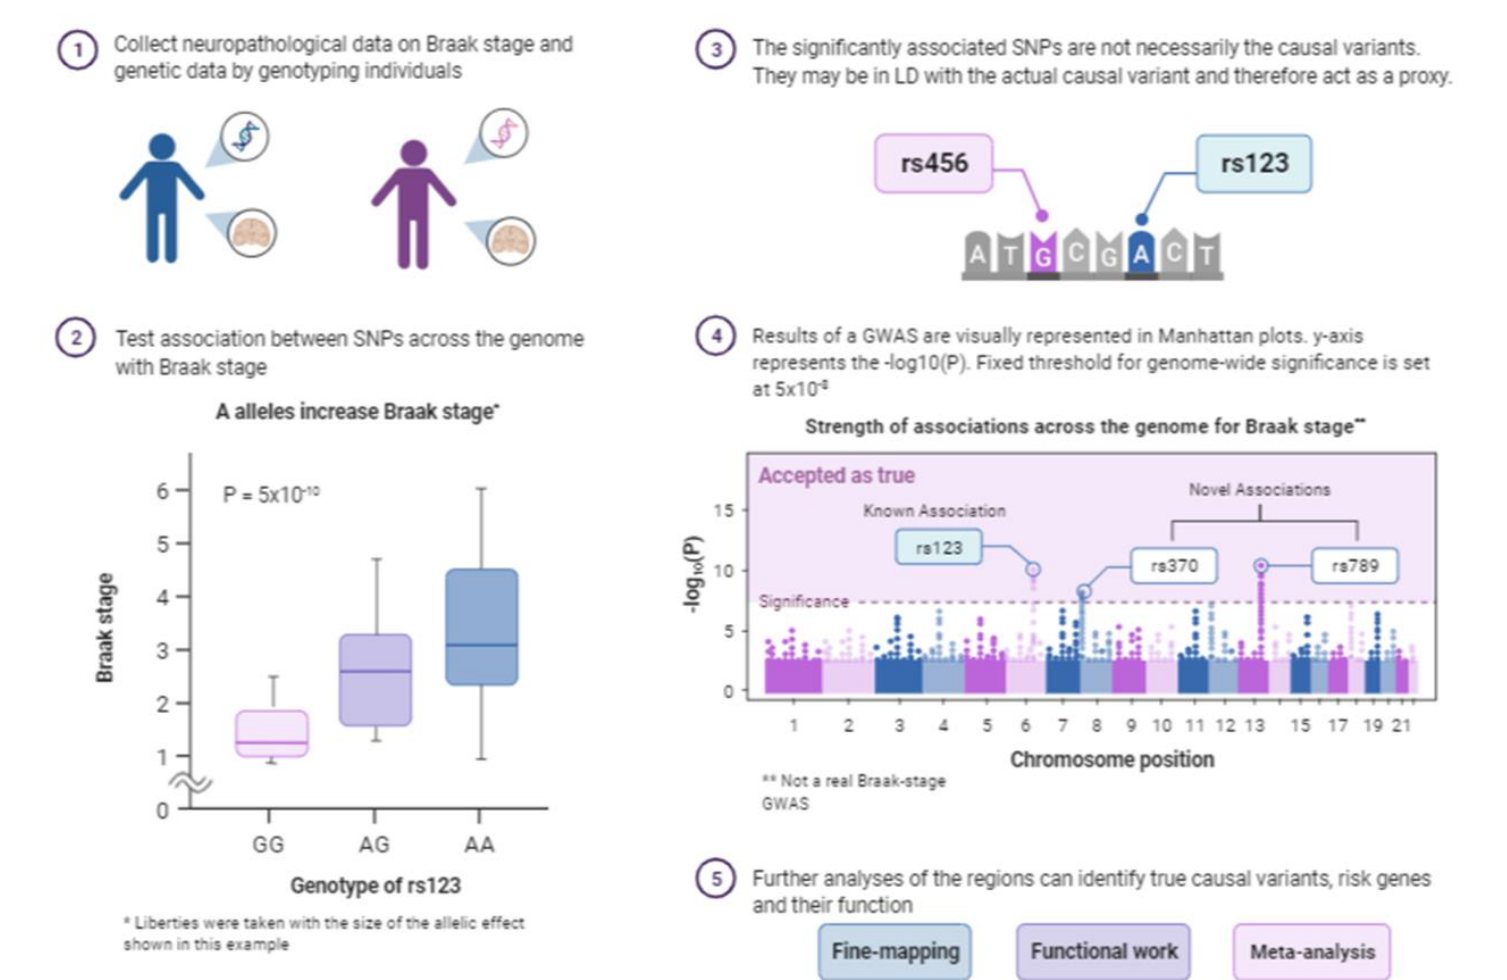 1
Collect neuropathological data on Braak stage and
genetic data by genotyping individuals
2
Test association between SNPs across the genome
with Braak stage
A alleles increase Braak stage*
P = 5x10⁻¹⁰
Braak stage
6
5
4
3
2
1
0
GG AG AA
Genotype of rs123
* Liberties were taken with the size of the allelic effect
shown in this example
3
The significantly associated SNPs are not necessarily the causal variants.
They may be in LD with the actual causal variant and therefore act as a proxy.
rs456
rs123
A T G C G A C T
4
Results of a GWAS are visually represented in Manhattan plots. y-axis
represents the -log10(P). Fixed threshold for genome-wide significance is set
at 5x10⁻⁸
Strength of associations across the genome for Braak stage**
Accepted as true
Known Association
Novel Associations
rs123
rs370
rs789
Significance
-log₁₀(P)
15
10
5
0
1 2 3 4 5 6 7 8 9 10 11 12 13 15 17 19 21
Chromosome position
** Not a real Braak-stage
GWAS
5
Further analyses of the regions can identify true causal variants, risk genes
and their function
Fine-mapping
Functional work
Meta-analysis